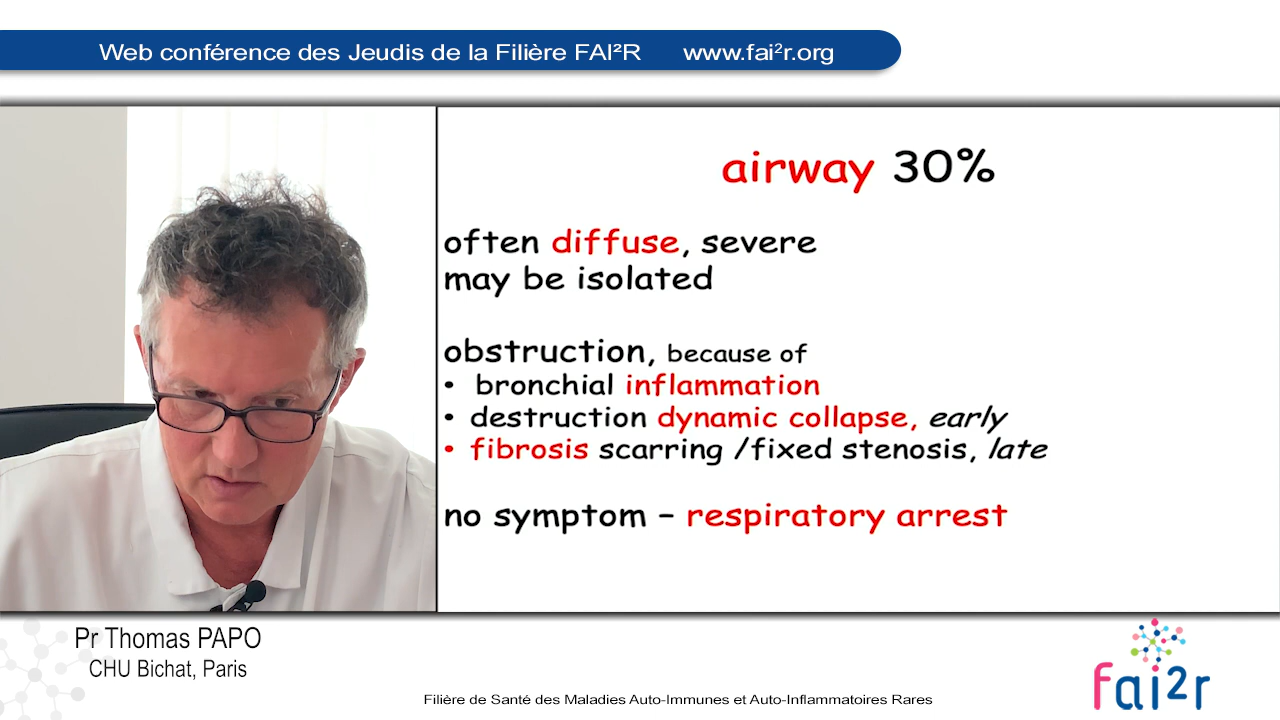 Web conférence des Jeudis de la Filière FAI²R www.fai²r.org
airway 30%
often diffuse, severe
may be isolated
obstruction, because of
• bronchial inflammation
• destruction dynamic collapse, early
• fibrosis scarring /fixed stenosis, late
no symptom – respiratory arrest
Pr Thomas PAPO
CHU Bichat, Paris
fai2r
Filière de Santé des Maladies Auto-Immunes et Auto-Inflammatoires Rares